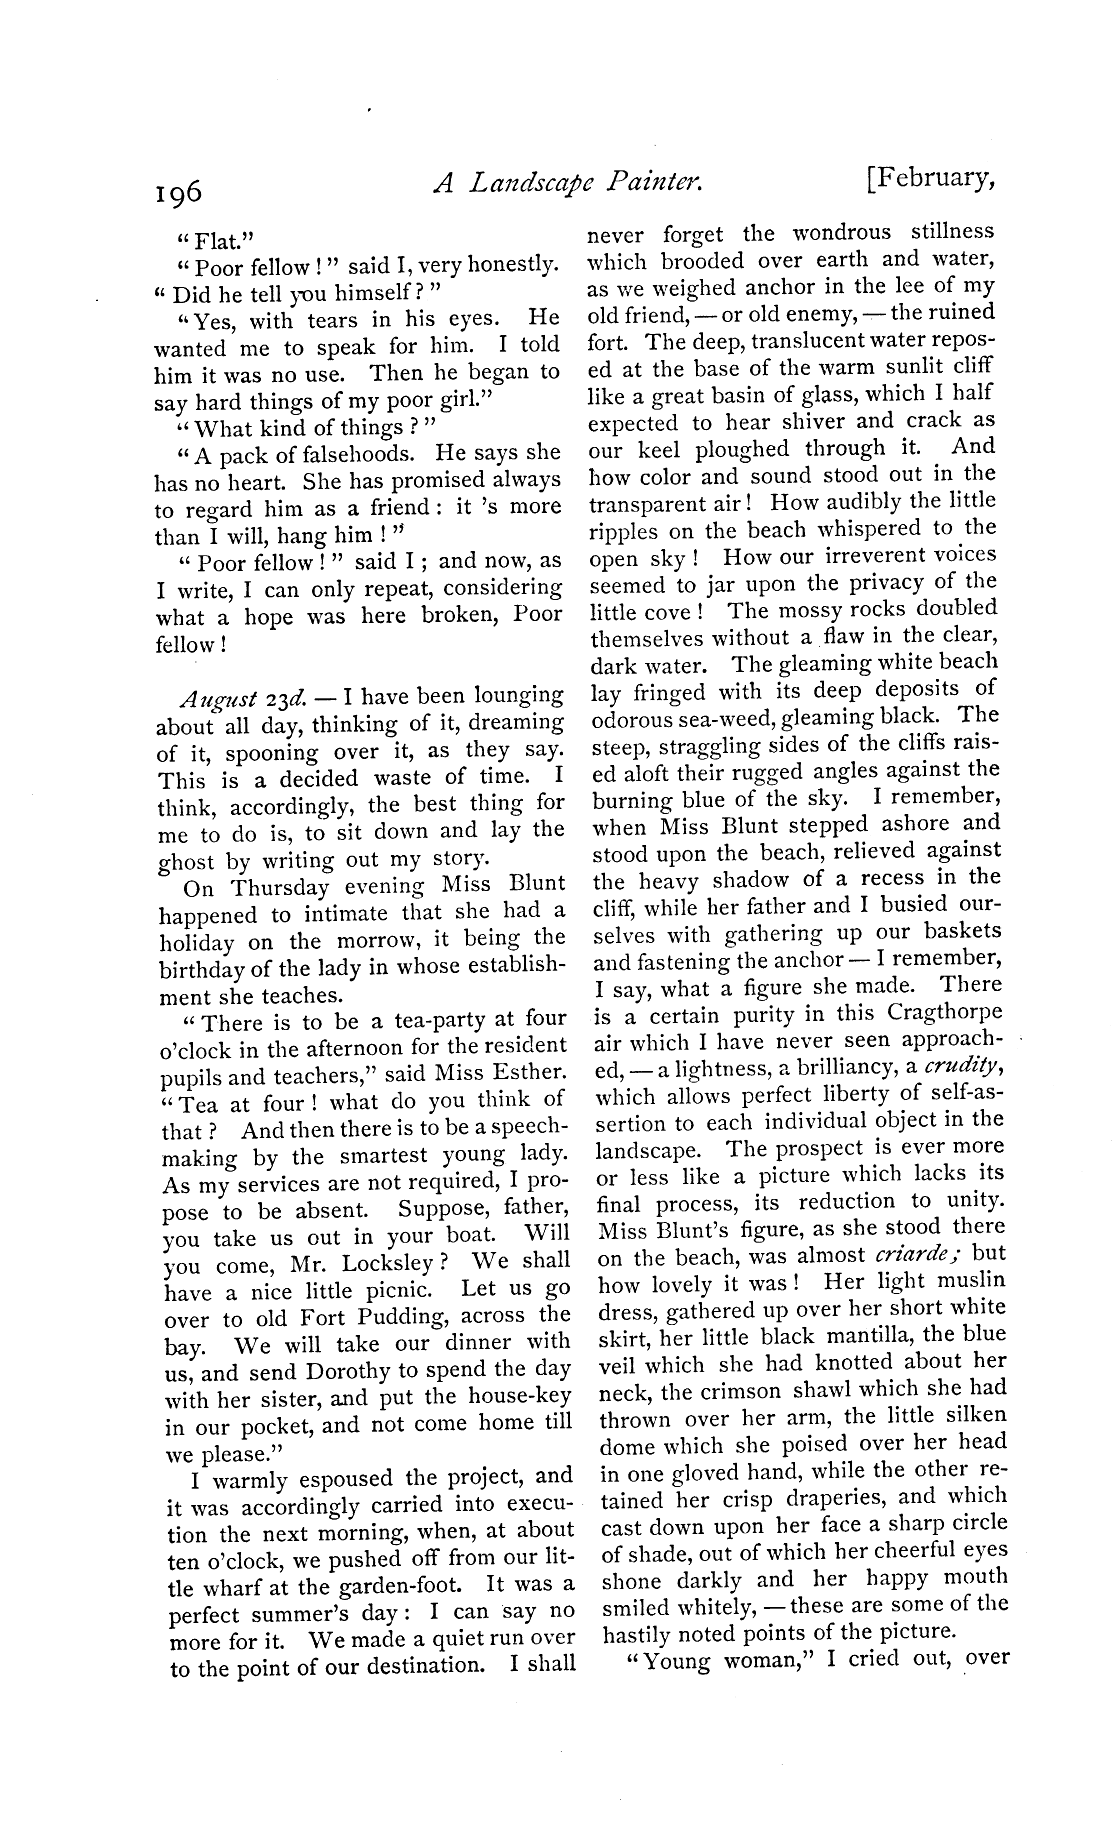 196
A Landscape Painter.
[February,
“Flat.”
“Poor fellow!” said I, very honestly.
“Did he tell you himself?”
“Yes, with tears in his eyes. He
wanted me to speak for him. I told
him it was no use. Then he began to
say hard things of my poor girl.”
“What kind of things?”
“A pack of falsehoods. He says she
has no heart. She has promised always
to regard him as a friend: it 's more
than I will, hang him!”
“Poor fellow!” said I; and now, as
I write, I can only repeat, considering
what a hope was here broken, Poor
fellow!
August 23d. — I have been lounging
about all day, thinking of it, dreaming
of it, spooning over it, as they say.
This is a decided waste of time. I
think, accordingly, the best thing for
me to do is, to sit down and lay the
ghost by writing out my story.
On Thursday evening Miss Blunt
happened to intimate that she had a
holiday on the morrow, it being the
birthday of the lady in whose establish-
ment she teaches.
“There is to be a tea-party at four
o'clock in the afternoon for the resident
pupils and teachers,” said Miss Esther.
“Tea at four! what do you think of
that? And then there is to be a speech-
making by the smartest young lady.
As my services are not required, I pro-
pose to be absent. Suppose, father,
you take us out in your boat. Will
you come, Mr. Locksley? We shall
have a nice little picnic. Let us go
over to old Fort Pudding, across the
bay. We will take our dinner with
us, and send Dorothy to spend the day
with her sister, and put the house-key
in our pocket, and not come home till
we please.”
I warmly espoused the project, and
it was accordingly carried into execu-
tion the next morning, when, at about
ten o'clock, we pushed off from our lit-
tle wharf at the garden-foot. It was a
perfect summer's day: I can say no
more for it. We made a quiet run over
to the point of our destination. I shall
never forget the wondrous stillness
which brooded over earth and water,
as we weighed anchor in the lee of my
old friend, — or old enemy, — the ruined
fort. The deep, translucent water repos-
ed at the base of the warm sunlit cliff
like a great basin of glass, which I half
expected to hear shiver and crack as
our keel ploughed through it. And
how color and sound stood out in the
transparent air! How audibly the little
ripples on the beach whispered to the
open sky! How our irreverent voices
seemed to jar upon the privacy of the
little cove! The mossy rocks doubled
themselves without a flaw in the clear,
dark water. The gleaming white beach
lay fringed with its deep deposits of
odorous sea-weed, gleaming black. The
steep, straggling sides of the cliffs rais-
ed aloft their rugged angles against the
burning blue of the sky. I remember,
when Miss Blunt stepped ashore and
stood upon the beach, relieved against
the heavy shadow of a recess in the
cliff, while her father and I busied our-
selves with gathering up our baskets
and fastening the anchor — I remember,
I say, what a figure she made. There
is a certain purity in this Cragthorpe
air which I have never seen approach-
ed, — a lightness, a brilliancy, a crudity,
which allows perfect liberty of self-as-
sertion to each individual object in the
landscape. The prospect is ever more
or less like a picture which lacks its
final process, its reduction to unity.
Miss Blunt's figure, as she stood there
on the beach, was almost criarde; but
how lovely it was! Her light muslin
dress, gathered up over her short white
skirt, her little black mantilla, the blue
veil which she had knotted about her
neck, the crimson shawl which she had
thrown over her arm, the little silken
dome which she poised over her head
in one gloved hand, while the other re-
tained her crisp draperies, and which
cast down upon her face a sharp circle
of shade, out of which her cheerful eyes
shone darkly and her happy mouth
smiled whitely, — these are some of the
hastily noted points of the picture.
“Young woman,” I cried out, over